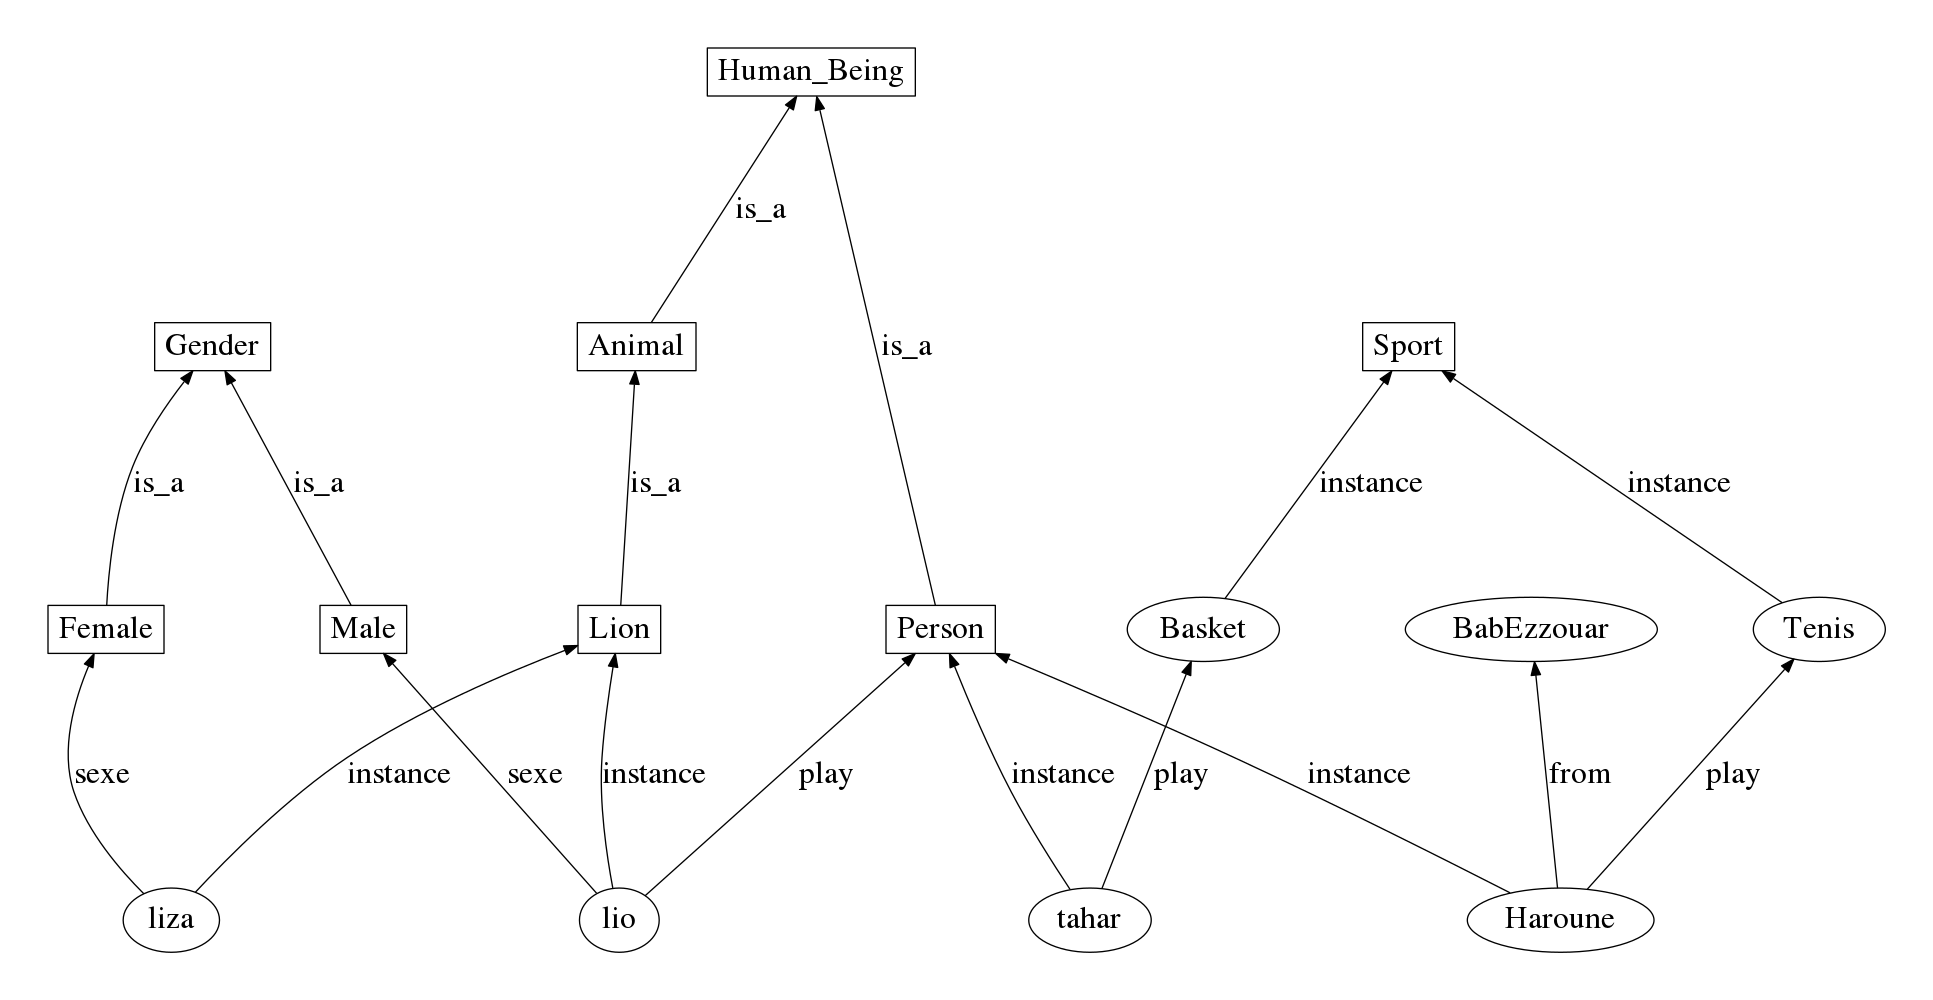 Human_Being
is_a
Gender
Animal
is_a
Sport
is_a
is_a
is_a
instance
instance
Female
Male
Lion
Person
Basket
BabEzzouar
Tenis
sexe
instance
sexe
instance
play
instance
play
instance
from
play
liza
lio
tahar
Haroune